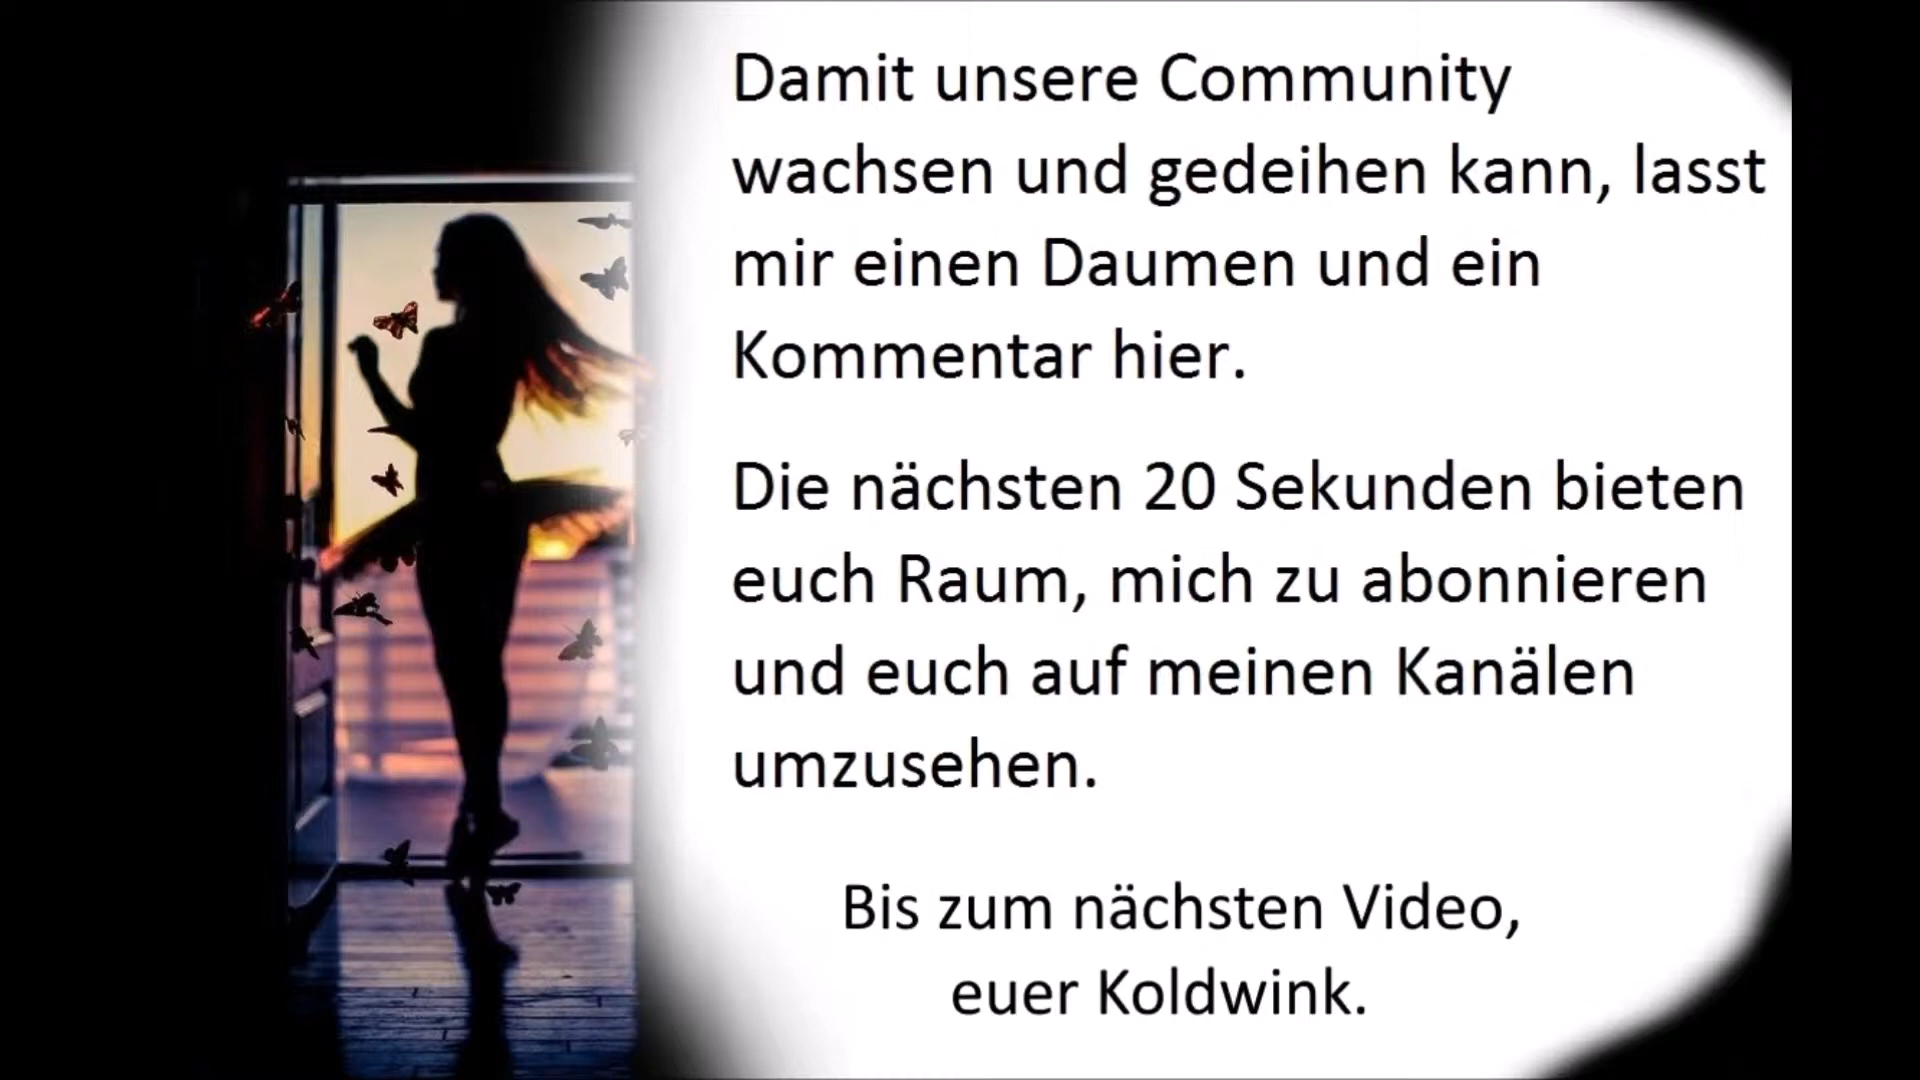 Damit unsere Community
wachsen und gedeihen kann, lasst
mir einen Daumen und ein
Kommentar hier.
Die nächsten 20 Sekunden bieten
euch Raum, mich zu abonnieren
und euch auf meinen Kanälen
umzusehen.
Bis zum nächsten Video,
euer Koldwink.